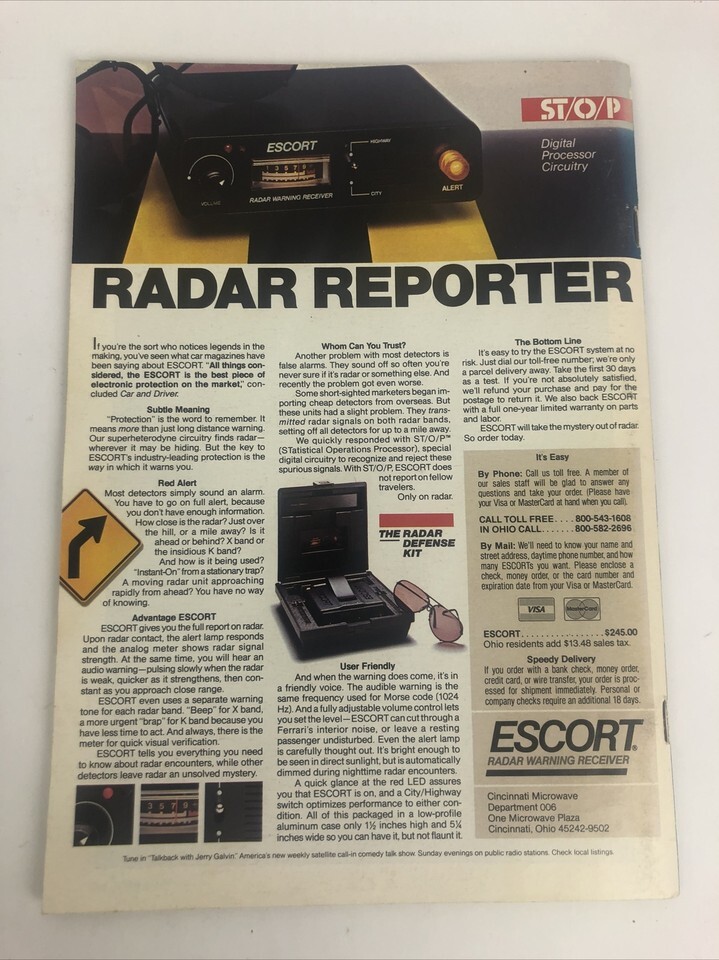 ST/O/P
Digital
Processor
Circuitry
ESCORT
HIGHWAY
CITY
VOLUME
1 3 5 7 9
RADAR WARNING RECEIVER
ALERT
RADAR REPORTER
If you're the sort who notices legends in the
making, you've seen what car magazines have
been saying about ESCORT. "All things con-
sidered, the ESCORT is the best piece of
electronic protection on the market," con-
cluded Car and Driver.
Subtle Meaning
"Protection" is the word to remember. It
means more than just long distance warning.
Our superheterodyne circuitry finds radar—
wherever it may be hiding. But the key to
ESCORT's industry-leading protection is the
way in which it warns you.
Red Alert
Most detectors simply sound an alarm.
You have to go on full alert, because
you don't have enough information.
How close is the radar? Just over
the hill, or a mile away? Is it
ahead or behind? X band or
the insidious K band?
And how is it being used?
"Instant-On" from a stationary trap?
A moving radar unit approaching
rapidly from ahead? You have no way
of knowing.
Advantage ESCORT
ESCORT gives you the full report on radar.
Upon radar contact, the alert lamp responds
and the analog meter shows radar signal
strength. At the same time, you will hear an
audio warning—pulsing slowly when the radar
is weak, quicker as it strengthens, then con-
stant as you approach close range.
ESCORT even uses a separate warning
tone for each radar band. "Beep" for X band,
a more urgent "brap" for K band because you
have less time to act. And always, there is the
meter for quick visual verification.
ESCORT tells you everything you need
to know about radar encounters, while other
detectors leave radar an unsolved mystery.
Whom Can You Trust?
Another problem with most detectors is
false alarms. They sound off so often you're
never sure if it's radar or something else. And
recently the problem got even worse.
Some short-sighted marketers began im-
porting cheap detectors from overseas. But
these units had a slight problem. They trans-
mitted radar signals on both radar bands,
setting off all detectors for up to a mile away.
We quickly responded with ST/O/P™
(STatistical Operations Processor), special
digital circuitry to recognize and reject these
spurious signals. With ST/O/P, ESCORT does
not report on fellow
travelers.
Only on radar.
THE RADAR
DEFENSE
KIT
User Friendly
And when the warning does come, it's in
a friendly voice. The audible warning is the
same frequency used for Morse code (1024
Hz). And a fully adjustable volume control lets
you set the level—ESCORT can cut through a
Ferrari's interior noise, or leave a resting
passenger undisturbed. Even the alert lamp
is carefully thought out. It's bright enough to
be seen in direct sunlight, but is automatically
dimmed during nighttime radar encounters.
A quick glance at the red LED assures
you that ESCORT is on, and a City/Highway
switch optimizes performance to either con-
dition. All of this packaged in a low-profile
aluminum case only 1½ inches high and 5¼
inches wide so you can have it, but not flaunt it.
The Bottom Line
It's easy to try the ESCORT system at no
risk. Just dial our toll-free number; we're only
a parcel delivery away. Take the first 30 days
as a test. If you're not absolutely satisfied,
we'll refund your purchase and pay for the
postage to return it. We also back ESCORT
with a full one-year limited warranty on parts
and labor.
ESCORT will take the mystery out of radar.
So order today.
It's Easy
By Phone: Call us toll free. A member of
our sales staff will be glad to answer any
questions and take your order. (Please have
your Visa or MasterCard at hand when you call).
CALL TOLL FREE....800-543-1608
IN OHIO CALL.......800-582-2696
By Mail: We'll need to know your name and
street address, daytime phone number, and how
many ESCORTs you want. Please enclose a
check, money order, or the card number and
expiration date from your Visa or MasterCard.
VISA
MasterCard
ESCORT................$245.00
Ohio residents add $13.48 sales tax.
Speedy Delivery
If you order with a bank check, money order,
credit card, or wire transfer, your order is pro-
cessed for shipment immediately. Personal or
company checks require an additional 18 days.
ESCORT®
RADAR WARNING RECEIVER
Cincinnati Microwave
Department 006
One Microwave Plaza
Cincinnati, Ohio 45242-9502
3 5 7 9
Tune in "Talkback with Jerry Galvin." America's new weekly satellite call-in comedy talk show. Sunday evenings on public radio stations. Check local listings.